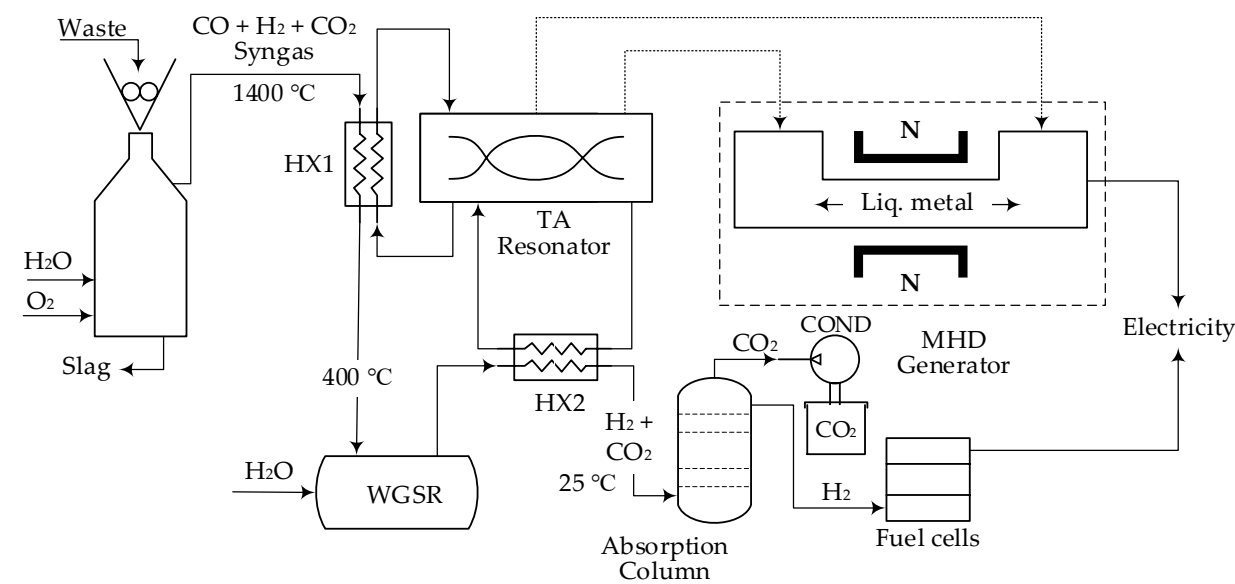 Waste
CO + H₂ + CO₂
Syngas
1400 °C
HX1
N
Liq. metal
TA
Resonator
H₂O
O₂
N
Slag
400 °C
HX2
CO₂
COND
MHD
Generator
Electricity
H₂ +
CO₂
25 °C
CO₂
H₂O
WGSR
H₂
Fuel cells
Absorption
Column